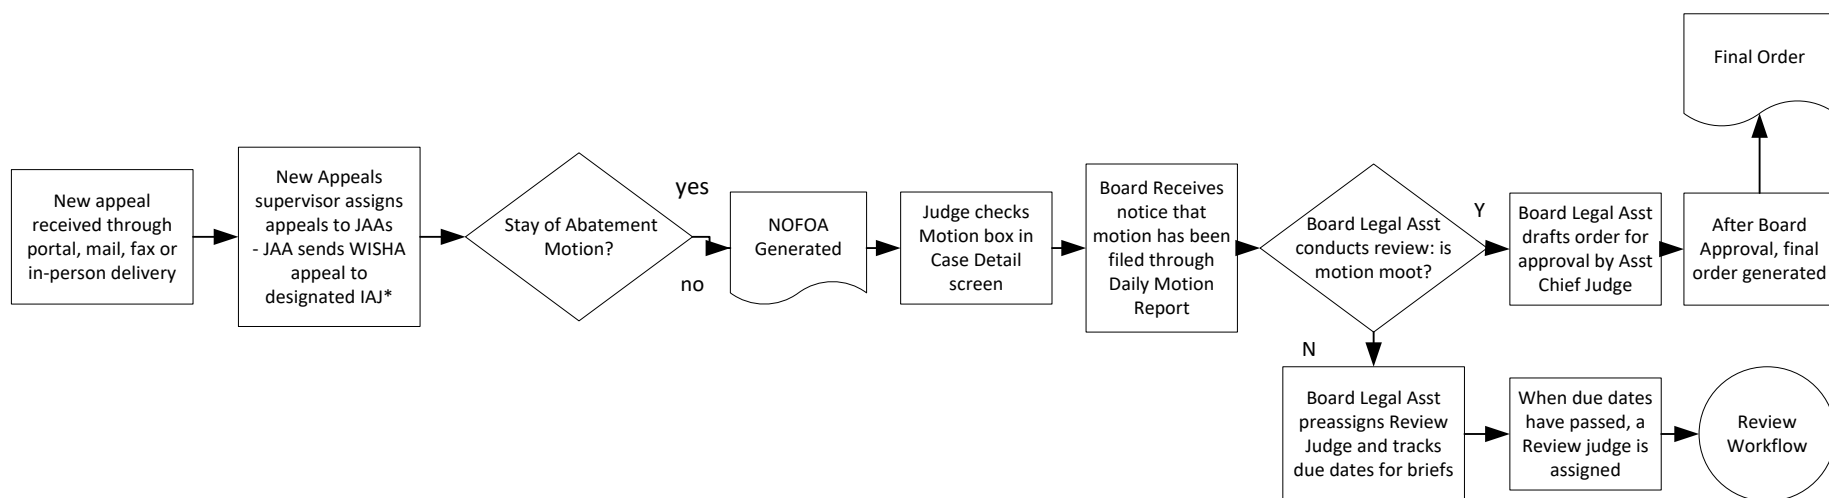 New appeal
received through
portal, mail, fax or
in-person delivery
New Appeals
supervisor assigns
appeals to JAAs
- JAA sends WISHA
appeal to
designated IAJ*
Stay of Abatement
Motion?
yes
no
NOFOA
Generated
Judge checks
Motion box in
Case Detail
screen
Board Receives
notice that
motion has been
filed through
Daily Motion
Report
Board Legal Asst
conducts review: is
motion moot?
Y
Board Legal Asst
drafts order for
approval by Asst
Chief Judge
After Board
Approval, final
order generated
Final Order
N
Board Legal Asst
preassigns Review
Judge and tracks
due dates for briefs
When due dates
have passed, a
Review judge is
assigned
Review
Workflow